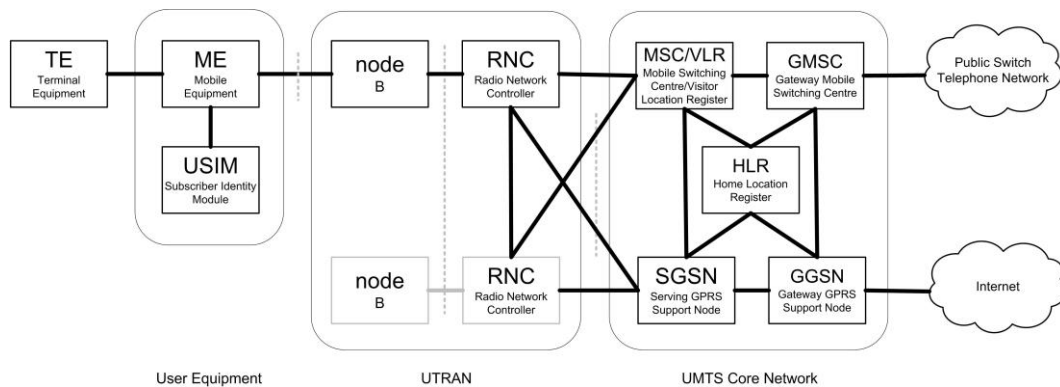 TE
Terminal
Equipment
ME
Mobile
Equipment
USIM
Subscriber Identity
Module
node
B
RNC
Radio Network
Controller
node
B
RNC
Radio Network
Controller
MSC/VLR
Mobile Switching
Centre/Visitor
Location Register
GMSC
Gateway Mobile
Switching Centre
HLR
Home Location
Register
SGSN
Serving GPRS
Support Node
GGSN
Gateway GPRS
Support Node
Public Switch
Telephone Network
Internet
User Equipment
UTRAN
UMTS Core Network